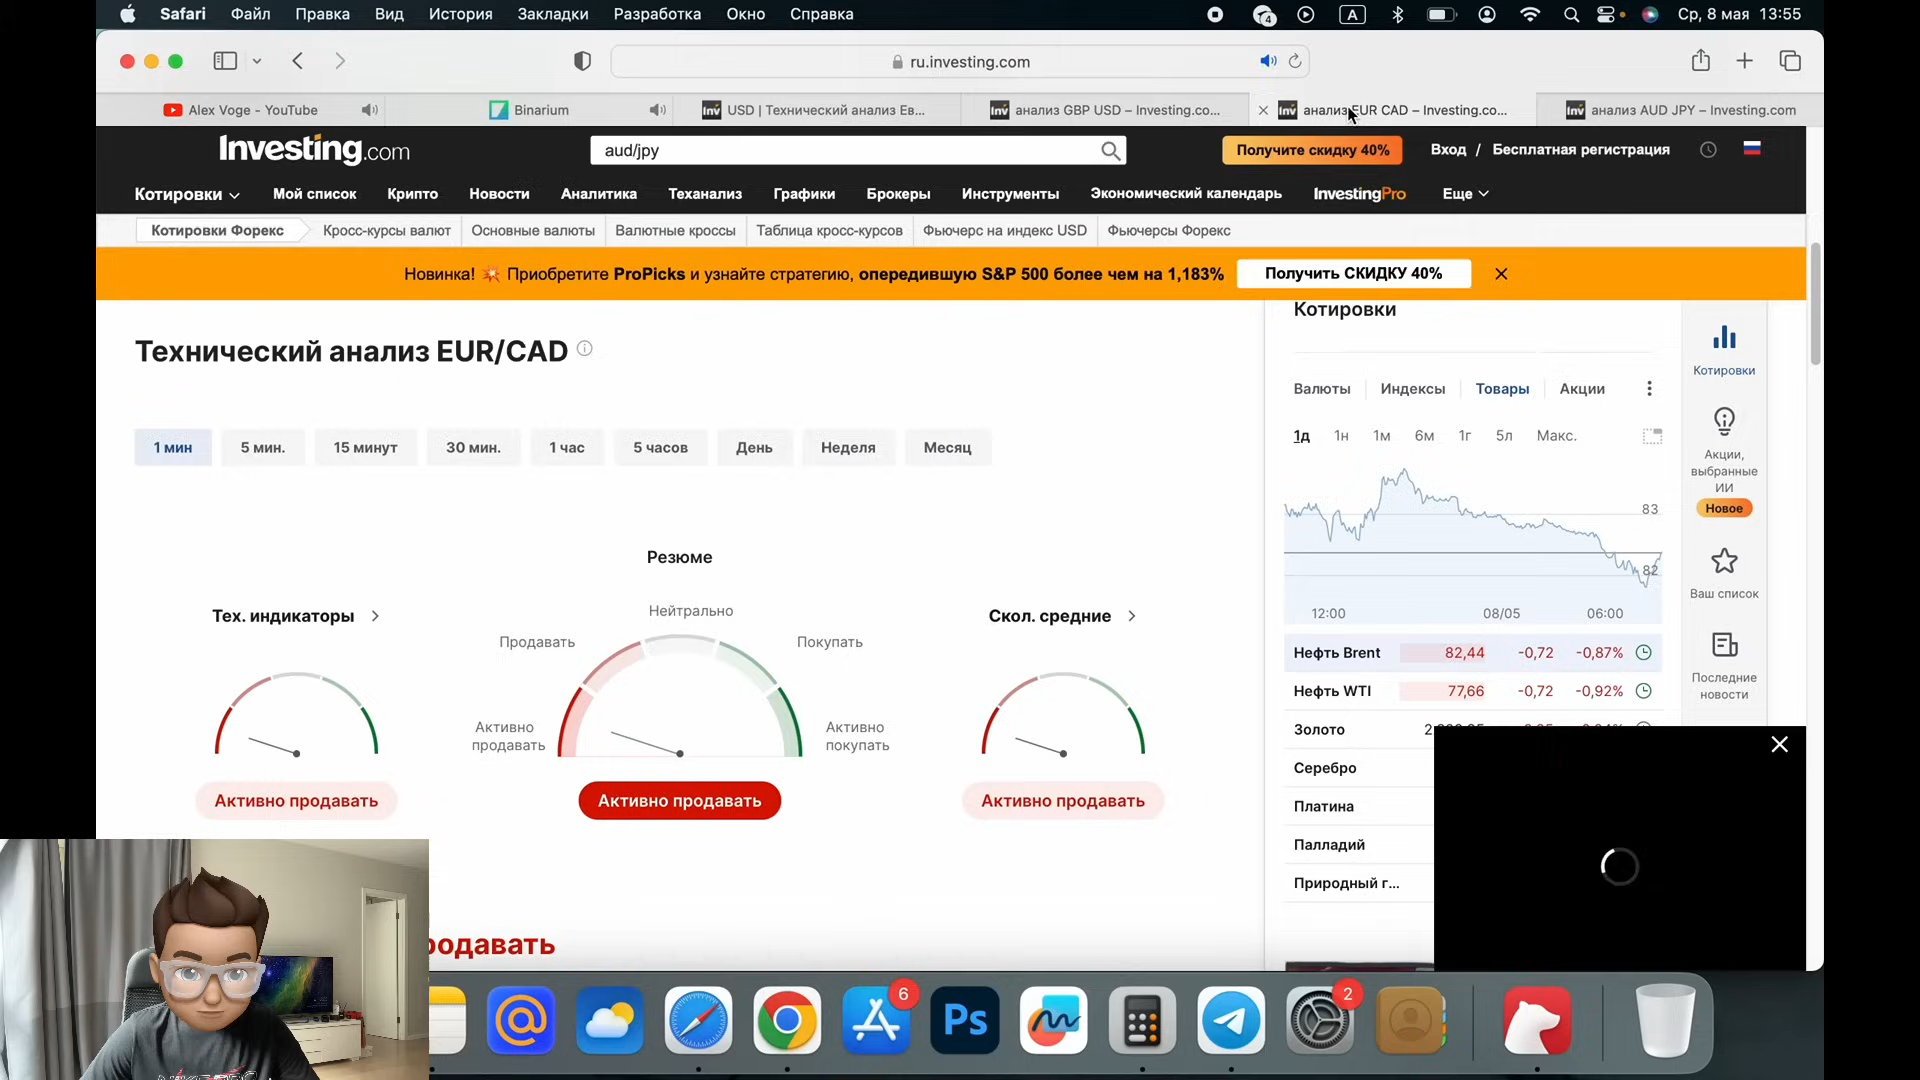 Safari Файл Правка Вид История Закладки Разработка Окно Справка
4 A Ср, 8 мая 13:55
ru.investing.com
Alex Voge - YouTube
Binarium
USD | Технический анализ Ев...
анализ GBP USD – Investing.co...
анализ EUR CAD – Investing.co...
анализ AUD JPY – Investing.com
Investing.com
aud/jpy
Получите скидку 40%
Вход / Бесплатная регистрация
Котировки Мой список Крипто Новости Аналитика Теханализ Графики Брокеры Инструменты Экономический календарь InvestingPro Еще
Котировки Форекс Кросс-курсы валют Основные валюты Валютные кроссы Таблица кросс-курсов Фьючерс на индекс USD Фьючерсы Форекс
Новинка! 💥 Приобретите ProPicks и узнайте стратегию, опередившую S&P 500 более чем на 1,183% Получить СКИДКУ 40%
Технический анализ EUR/CAD
1 мин 5 мин. 15 минут 30 мин. 1 час 5 часов День Неделя Месяц
Резюме
Тех. индикаторы
Активно продавать
Нейтрально
Продавать
Покупать
Активно
продавать
Активно
покупать
Активно продавать
Скол. средние
Активно продавать
родавать
Котировки
Валюты Индексы Товары Акции
1д 1н 1м 6м 1г 5л Макс.
83
82
12:00 08/05 06:00
Нефть Brent 82,44 -0,72 -0,87%
Нефть WTI 77,66 -0,72 -0,92%
Золото
Серебро
Платина
Палладий
Природный г...
Котировки
Акции,
выбранные
ИИ
Новое
Ваш список
Последние
новости
6
Ps
2